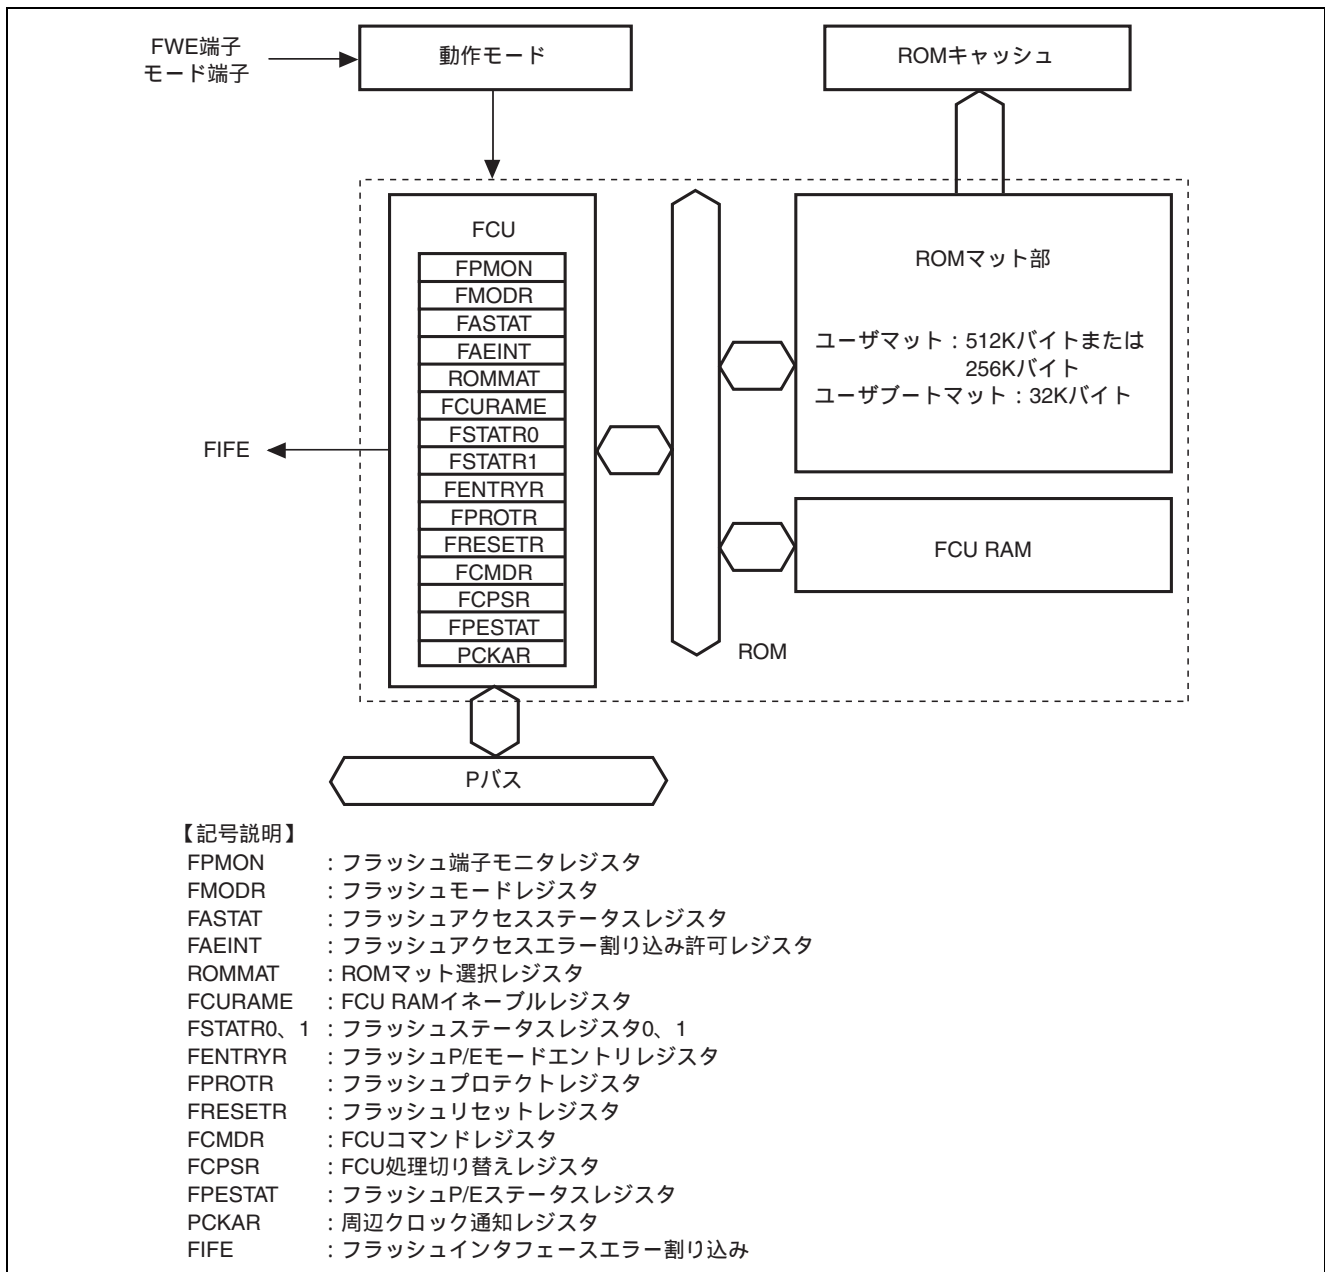 FWE端子
モード端子
動作モード
ROMキャッシュ
FCU
FPMON
FMODR
FASTAT
FAEINT
ROMMAT
FCURAME
FSTATR0
FSTATR1
FENTRYR
FPROTR
FRESETR
FCMDR
FCPSR
FPESTAT
PCKAR
FIFE
ROMマット部
ユーザマット：512Kバイトまたは
256Kバイト
ユーザブートマット：32Kバイト
FCU RAM
ROM
Pバス
【記号説明】
FPMON ：フラッシュ端子モニタレジスタ
FMODR ：フラッシュモードレジスタ
FASTAT ：フラッシュアクセスステータスレジスタ
FAEINT ：フラッシュアクセスエラー割り込み許可レジスタ
ROMMAT ：ROMマット選択レジスタ
FCURAME ：FCU RAMイネーブルレジスタ
FSTATR0、1 ：フラッシュステータスレジスタ0、1
FENTRYR ：フラッシュP/Eモードエントリレジスタ
FPROTR ：フラッシュプロテクトレジスタ
FRESETR ：フラッシュリセットレジスタ
FCMDR ：FCUコマンドレジスタ
FCPSR ：FCU処理切り替えレジスタ
FPESTAT ：フラッシュP/Eステータスレジスタ
PCKAR ：周辺クロック通知レジスタ
FIFE ：フラッシュインタフェースエラー割り込み